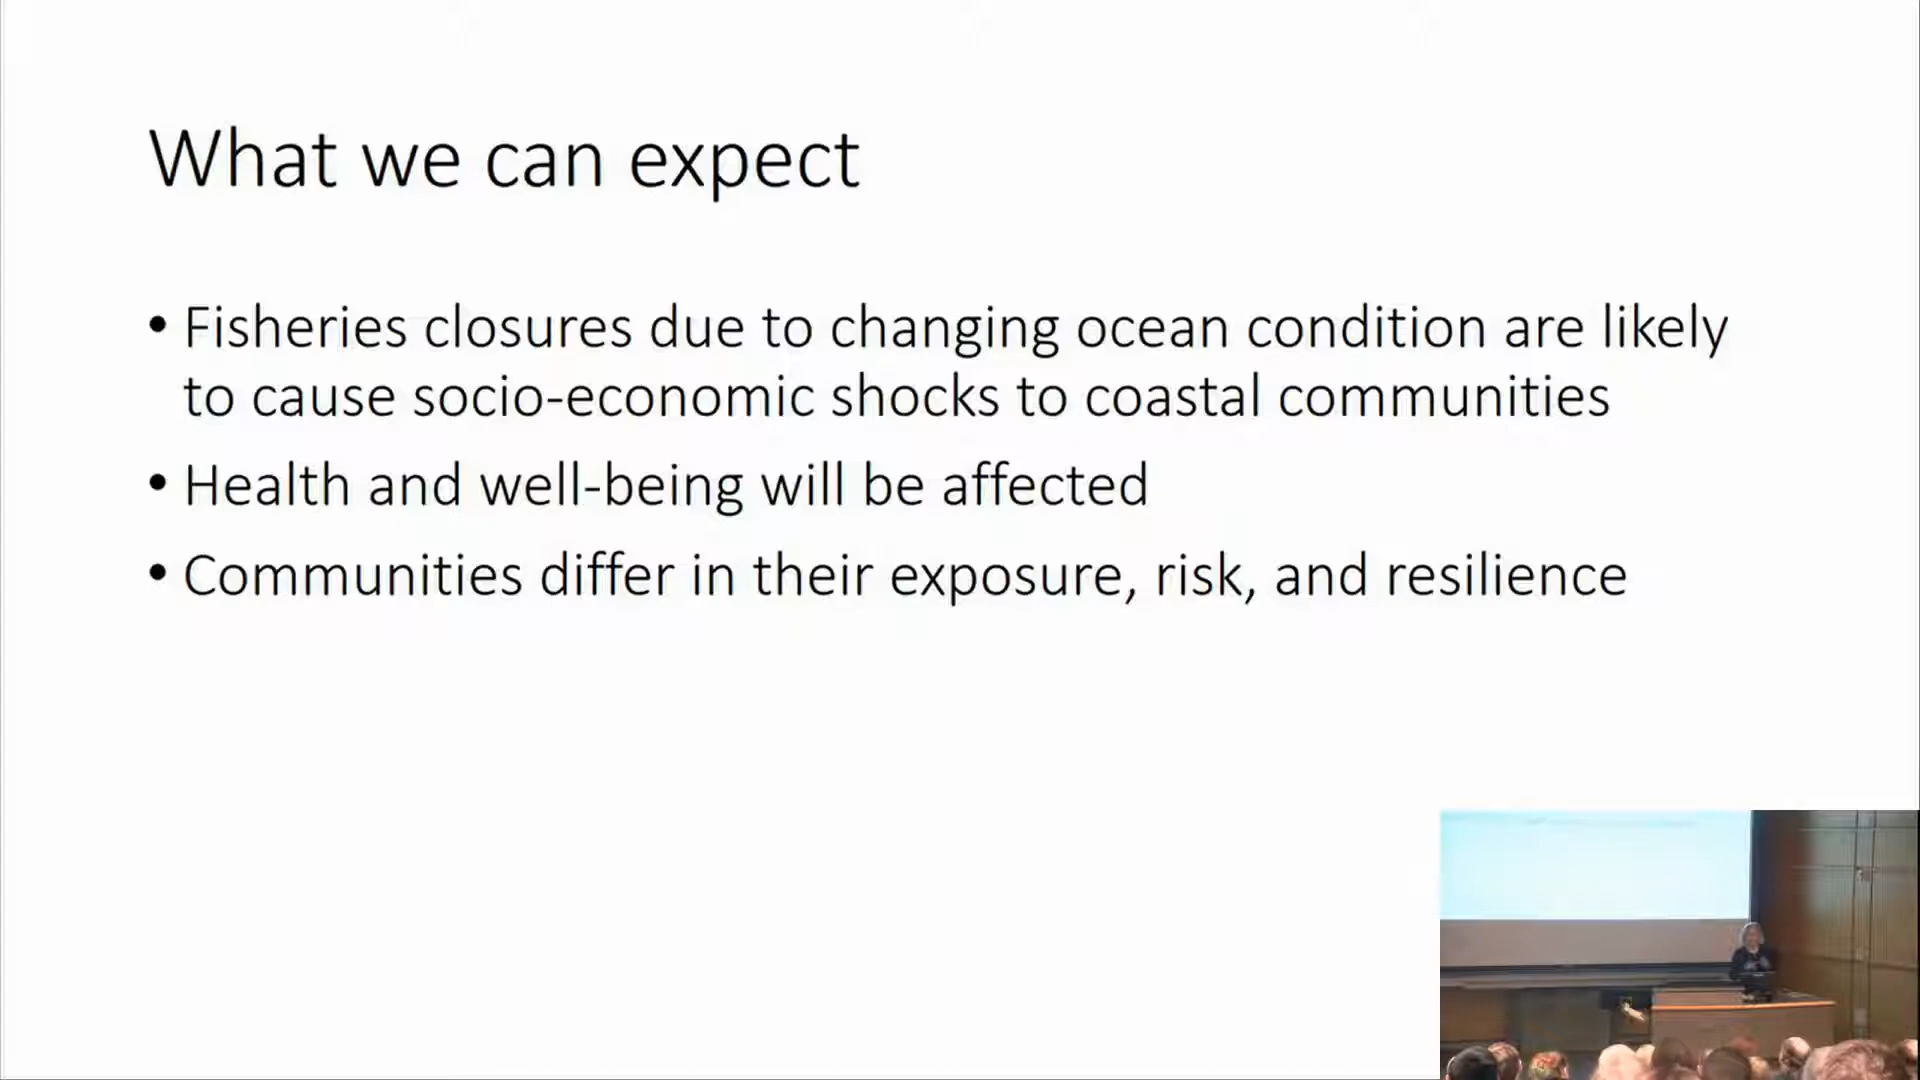 What we can expect
• Fisheries closures due to changing ocean condition are likely
to cause socio-economic shocks to coastal communities
• Health and well-being will be affected
• Communities differ in their exposure, risk, and resilience